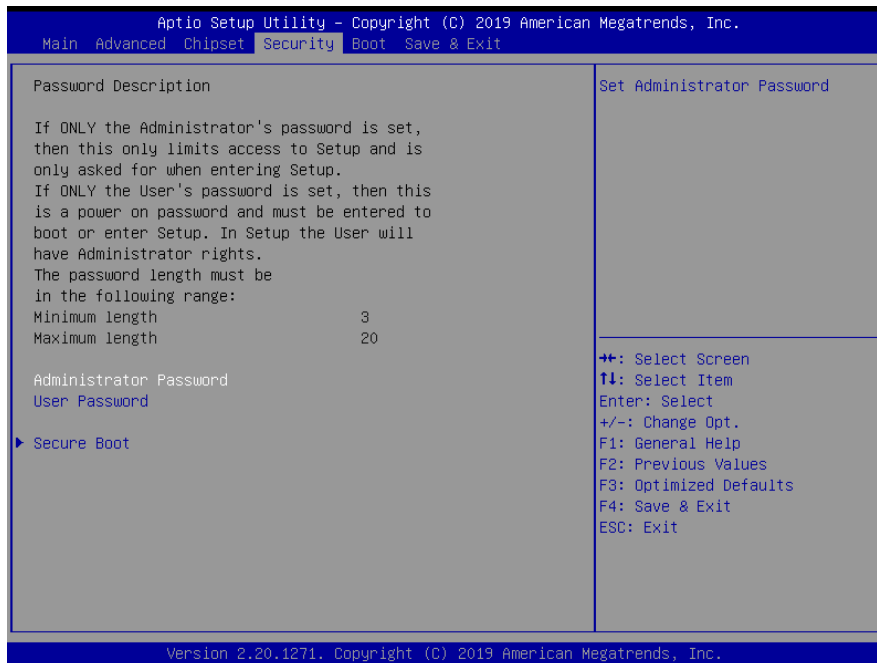 Aptio Setup Utility – Copyright (C) 2019 American Megatrends, Inc.
Main Advanced Chipset Security Boot Save & Exit
Password Description
If ONLY the Administrator's password is set,
then this only limits access to Setup and is
only asked for when entering Setup.
If ONLY the User's password is set, then this
is a power on password and must be entered to
boot or enter Setup. In Setup the User will
have Administrator rights.
The password length must be
in the following range:
Minimum length 3
Maximum length 20
Administrator Password
User Password
Secure Boot
Set Administrator Password
→←: Select Screen
↑↓: Select Item
Enter: Select
+/-: Change Opt.
F1: General Help
F2: Previous Values
F3: Optimized Defaults
F4: Save & Exit
ESC: Exit
Version 2.20.1271. Copyright (C) 2019 American Megatrends, Inc.